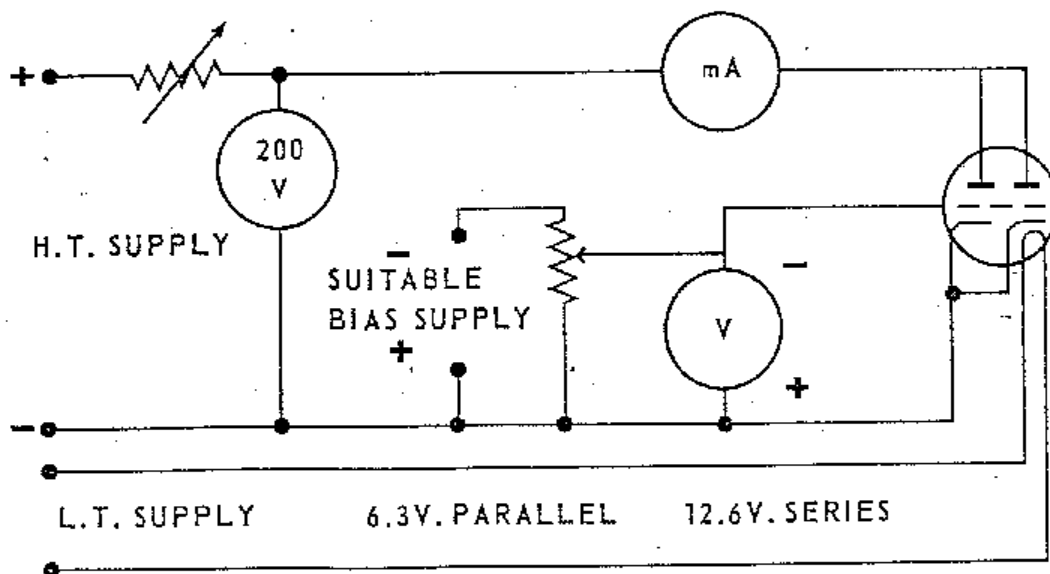 +
mA
200
V
H.T. SUPPLY
-
SUITABLE
BIAS SUPPLY
+
-
V
+
-
L.T. SUPPLY 6.3V. PARALLEL 12.6V. SERIES